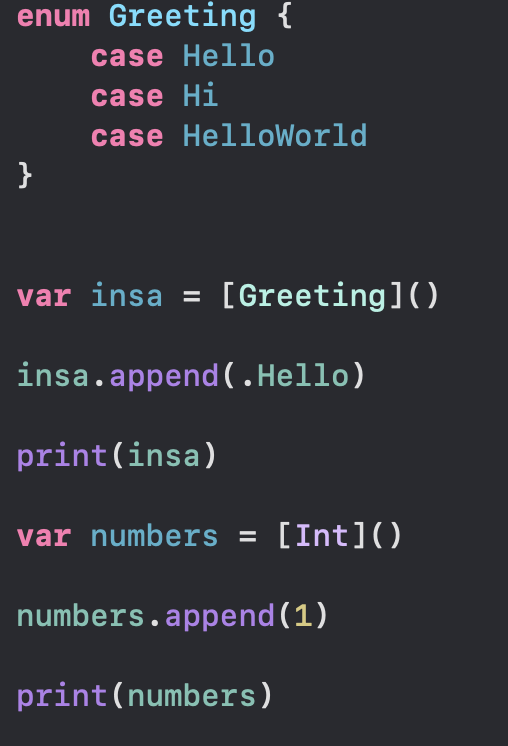 enum Greeting {
    case Hello
    case Hi
    case HelloWorld
}
var insa = [Greeting]()
insa.append(.Hello)
print(insa)
var numbers = [Int]()
numbers.append(1)
print(numbers)